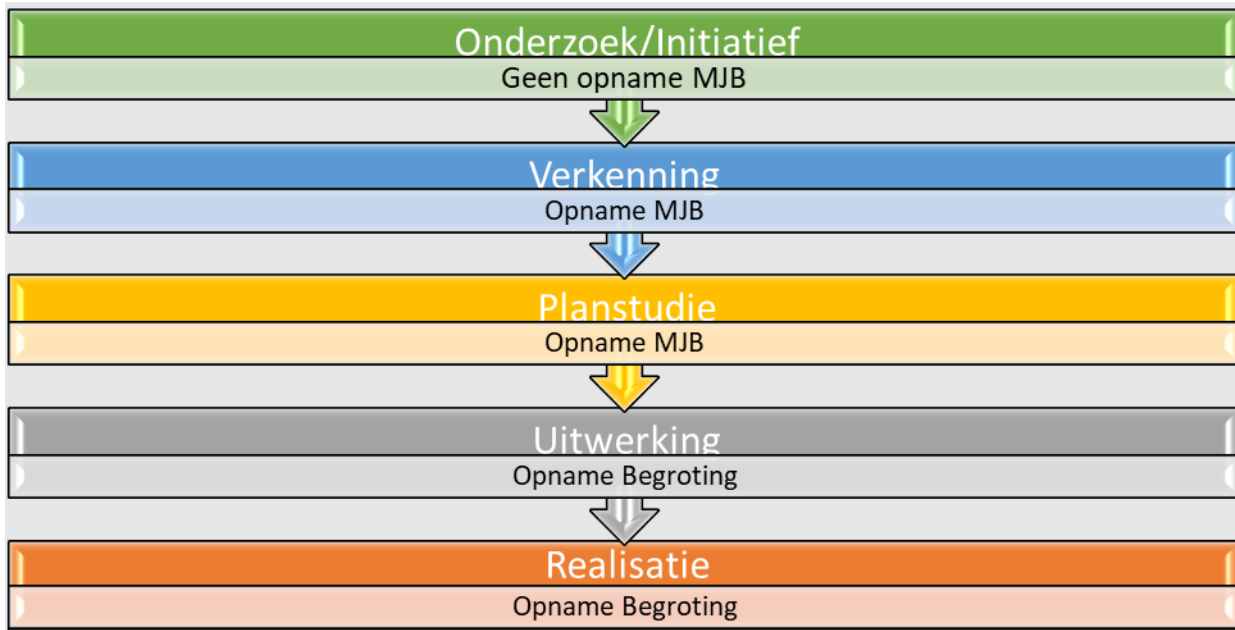 Onderzoek/Initiatief
Geen opname MJB
Verkenning
Opname MJB
Planstudie
Opname MJB
Uitwerking
Opname Begroting
Realisatie
Opname Begroting